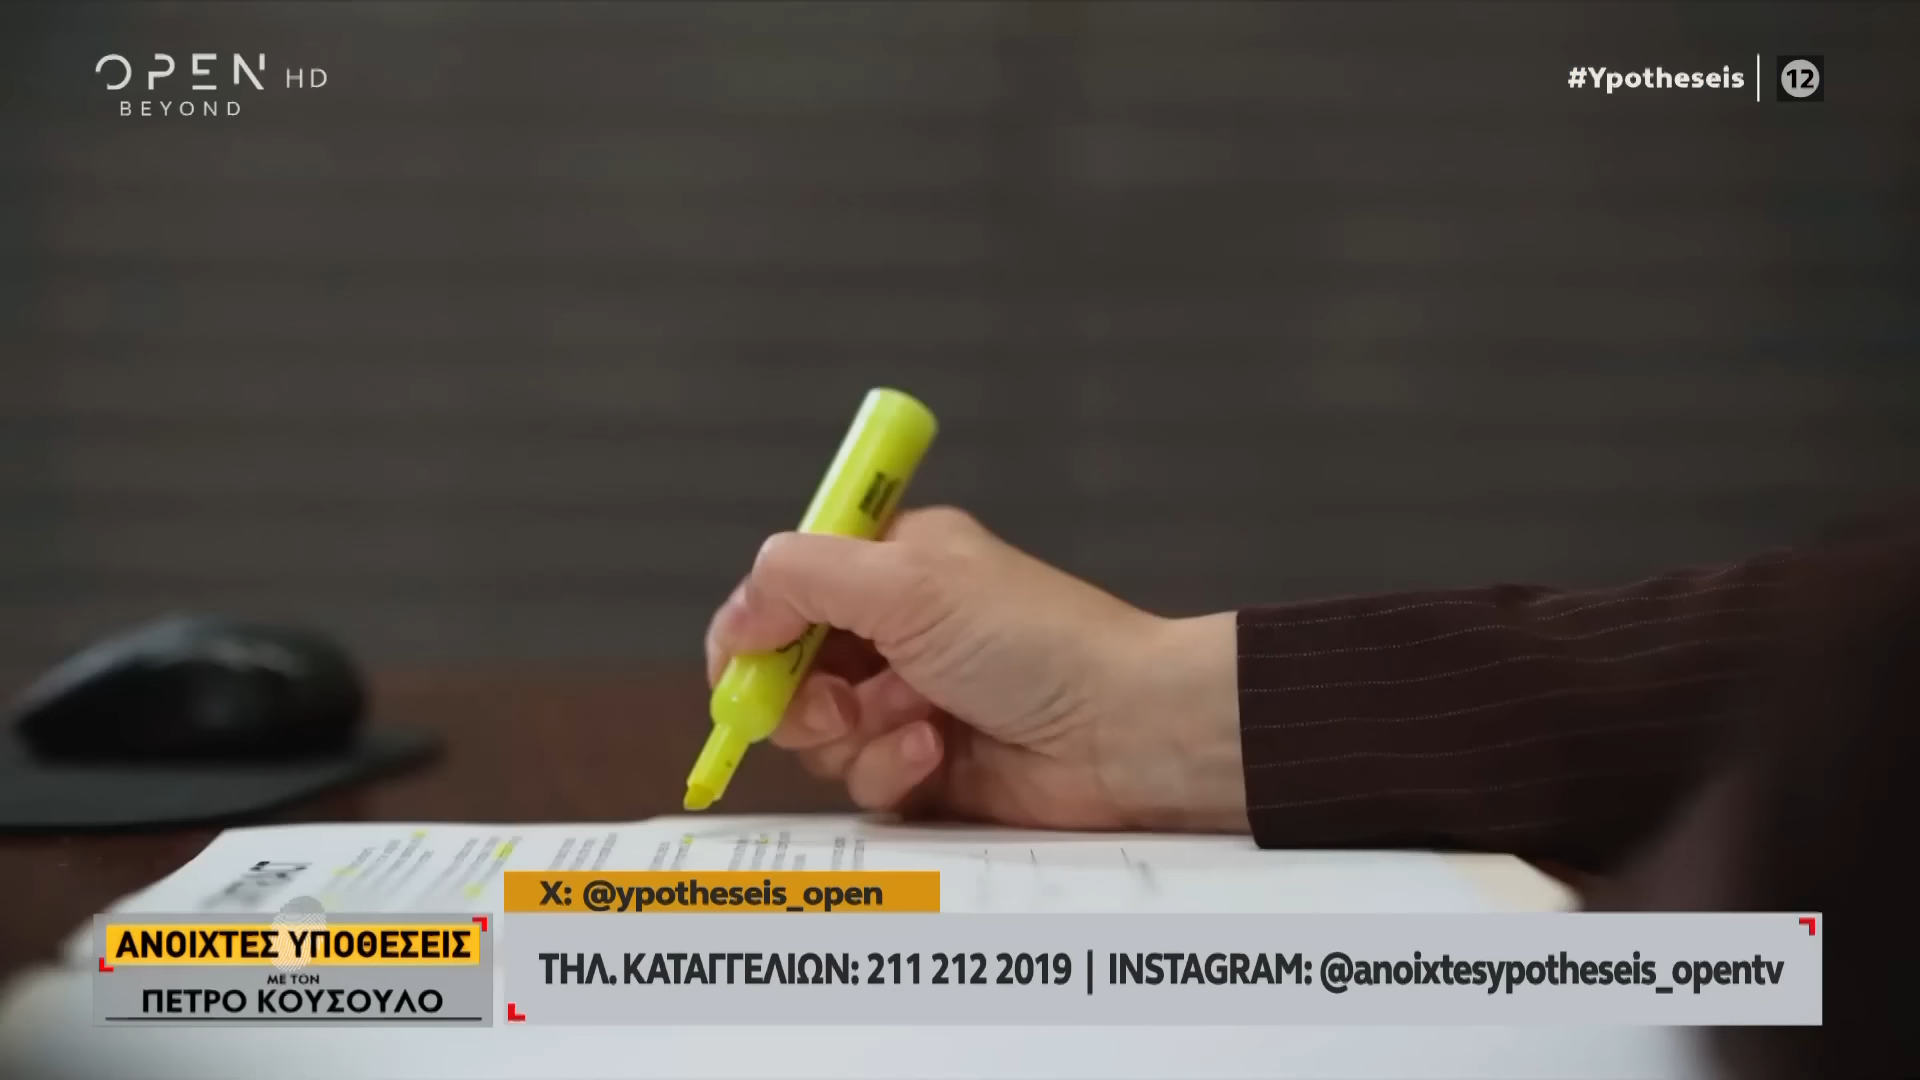 OPEN HD
BEYOND
#Ypotheseis
12
X: @ypotheseis_open
ΑΝΟΙΧΤΕΣ ΥΠΟΘΕΣΕΙΣ
ΜΕ ΤΟΝ
ΠΕΤΡΟ ΚΟΥΣΟΥΛΟ
ΤΗΛ. ΚΑΤΑΓΓΕΛΙΩΝ: 211 212 2019 | INSTAGRAM: @anoixtesypotheseis_opentv